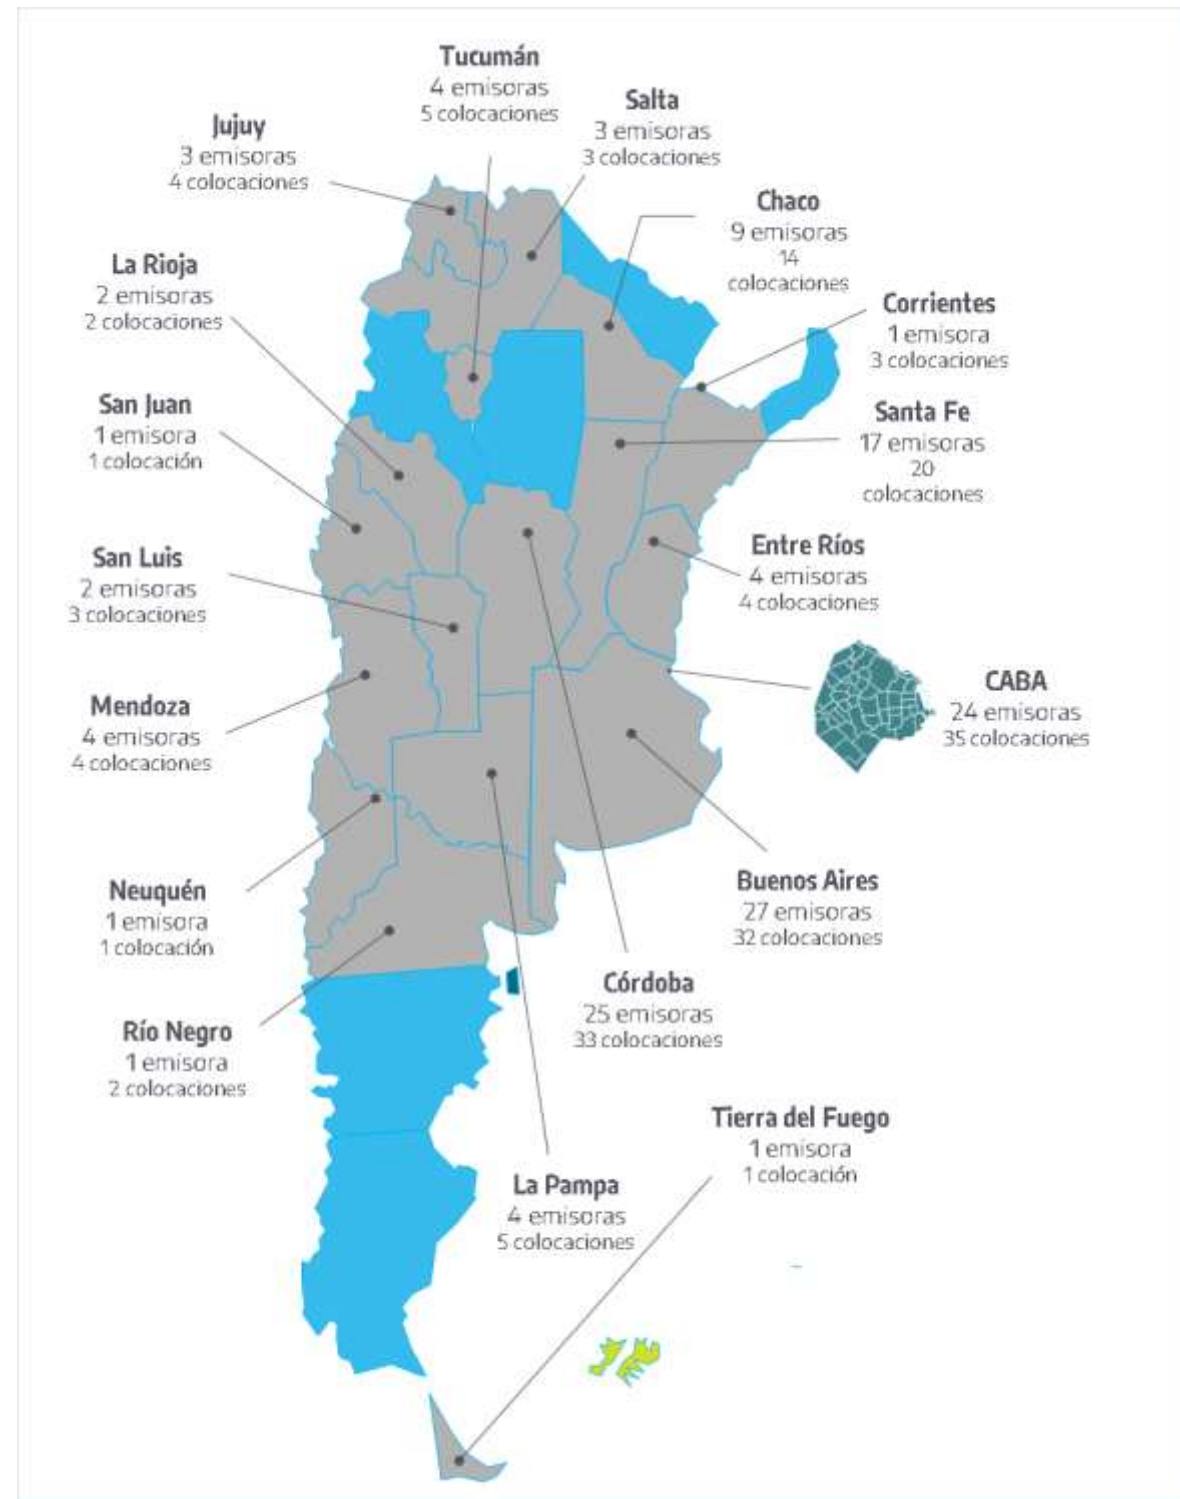 Tucumán
4 emisoras
5 colocaciones
Salta
3 emisoras
3 colocaciones
Jujuy
3 emisoras
4 colocaciones
Chaco
9 emisoras
14
colocaciones
La Rioja
2 emisoras
2 colocaciones
Corrientes
1 emisora
3 colocaciones
San Juan
1 emisora
1 colocación
Santa Fe
17 emisoras
20
colocaciones
San Luis
2 emisoras
3 colocaciones
Entre Ríos
4 emisoras
4 colocaciones
CABA
24 emisoras
35 colocaciones
Mendoza
4 emisoras
4 colocaciones
Neuquén
1 emisora
1 colocación
Buenos Aires
27 emisoras
32 colocaciones
Córdoba
25 emisoras
33 colocaciones
Río Negro
1 emisora
2 colocaciones
Tierra del Fuego
1 emisora
1 colocación
La Pampa
4 emisoras
5 colocaciones